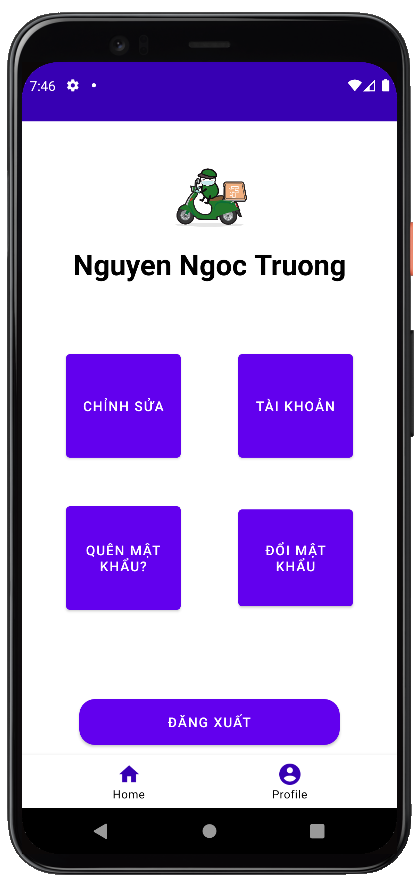 7:46
Nguyen Ngoc Truong
CHỈNH SỬA
TÀI KHOẢN
QUÊN MẬT
KHẨU?
ĐỔI MẬT
KHẨU
ĐĂNG XUẤT
Home
Profile